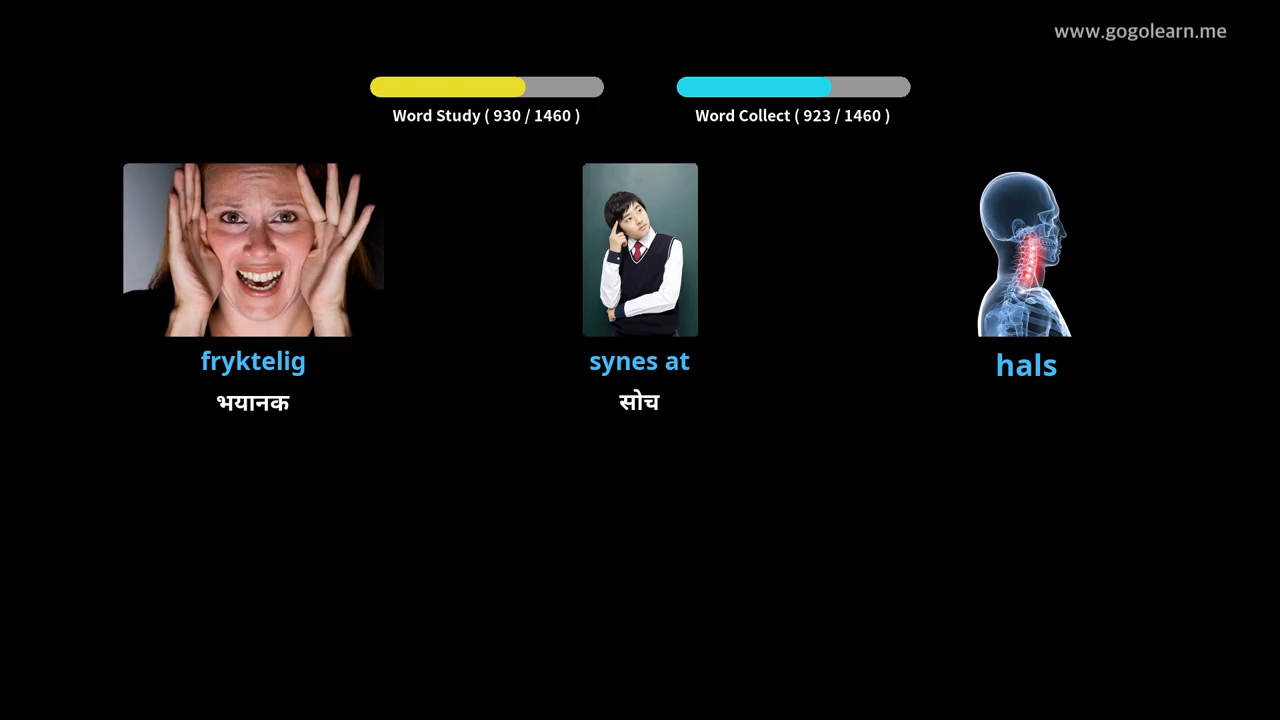 www.gogolearn.me
Word Study ( 930 / 1460 )
Word Collect ( 923 / 1460 )
fryktelig
भयानक
synes at
सोच
hals